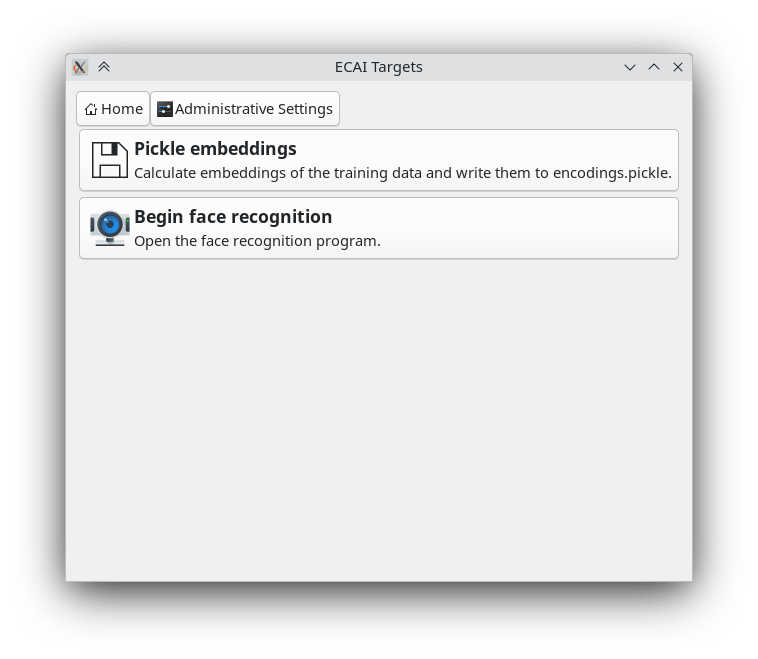 ECAI Targets
Home
Administrative Settings
Pickle embeddings
Calculate embeddings of the training data and write them to encodings.pickle.
Begin face recognition
Open the face recognition program.